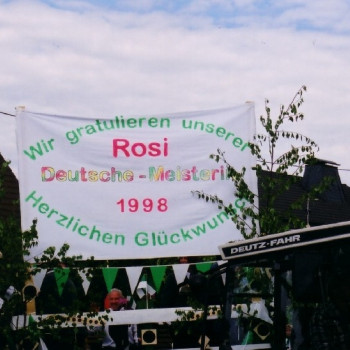 Wir gratulieren unserer
Rosi
Deutsche-Meisterin
1998
Herzlichen Glückwunsch
DEUTZ-FAHR